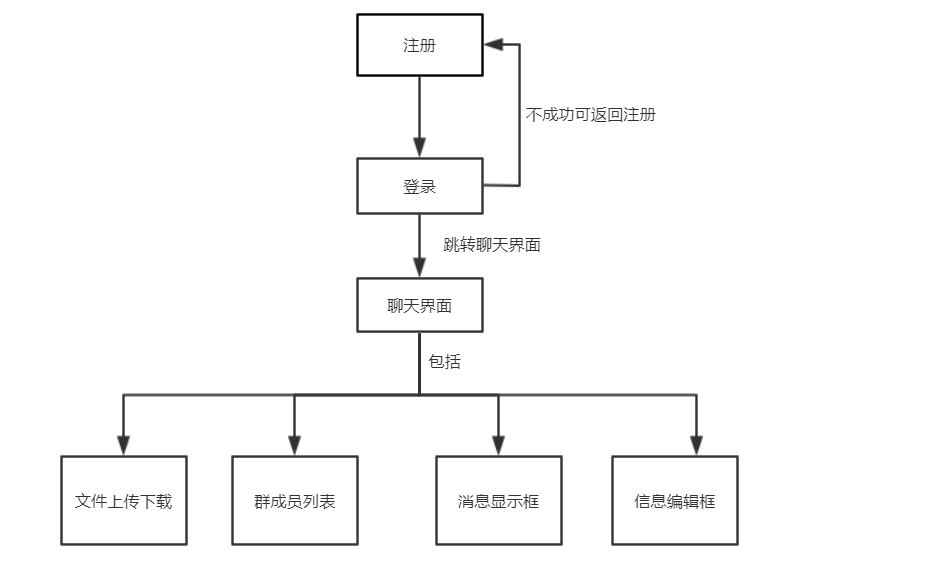 注册
不成功可返回注册
登录
跳转聊天界面
聊天界面
包括
文件上传下载
群成员列表
消息显示框
信息编辑框